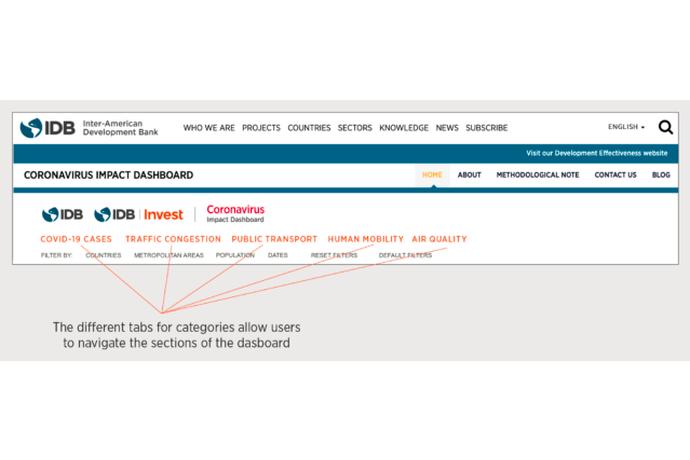 IDB Inter-American
Development Bank
WHO WE ARE PROJECTS COUNTRIES SECTORS KNOWLEDGE NEWS SUBSCRIBE
ENGLISH
Visit our Development Effectiveness website
CORONAVIRUS IMPACT DASHBOARD
HOME ABOUT METHODOLOGICAL NOTE CONTACT US BLOG
IDB IDB Invest Coronavirus
Impact Dashboard
COVID-19 CASES TRAFFIC CONGESTION PUBLIC TRANSPORT HUMAN MOBILITY AIR QUALITY
FILTER BY: COUNTRIES METROPOLITAN AREAS POPULATION DATES RESET FILTERS DEFAULT FILTERS
The different tabs for categories allow users
to navigate the sections of the dasboard